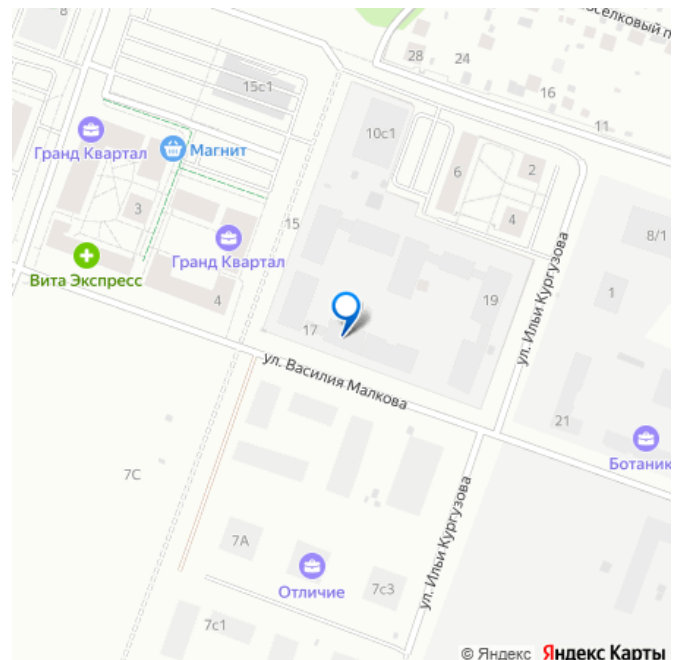 8
оселковый п
28
24
16
11
15с1
10с1
Гранд Квартал
Магнит
6
2
4
3
15
8/1
Гранд Квартал
Вита Экспресс
4
17
19
1
ул. Ильи Кургузова
ул. Василия Малкова
21
Ботаник
7С
ул. Ильи Кургузова
7А
Отличие
7с3
7с1
© Яндекс Яндекс Карты